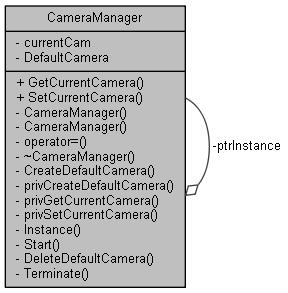 CameraManager
- currentCam
- DefaultCamera
+ GetCurrentCamera()
+ SetCurrentCamera()
- CameraManager()
- CameraManager()
- operator=()
- ~CameraManager()
- CreateDefaultCamera()
- privCreateDefaultCamera()
- privGetCurrentCamera()
- privSetCurrentCamera()
- Instance()
- Start()
- DeleteDefaultCamera()
- Terminate()
-ptrInstance